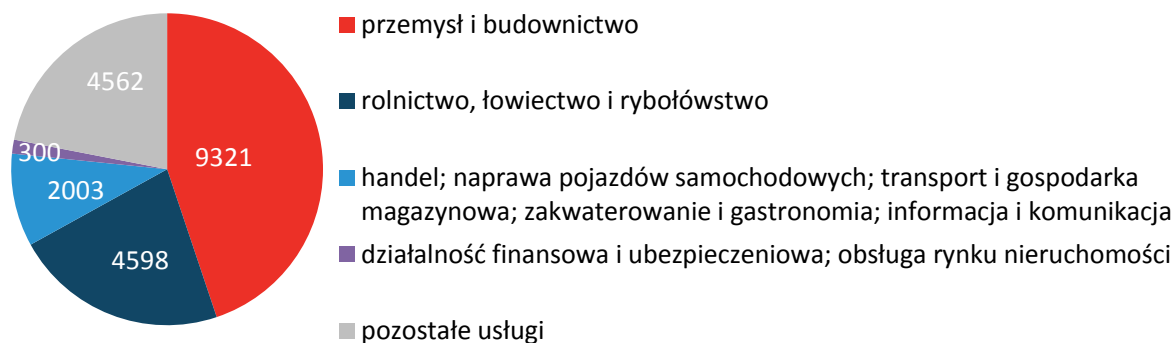 przemysł i budownictwo
4562
rolnictwo, łowiectwo i rybołówstwo
300
9321
handel; naprawa pojazdów samochodowych; transport i gospodarka
2003
magazynowa; zakwaterowanie i gastronomia; informacja i komunikacja
działalność finansowa i ubezpieczeniowa; obsługa rynku nieruchomości
4598
pozostałe usługi